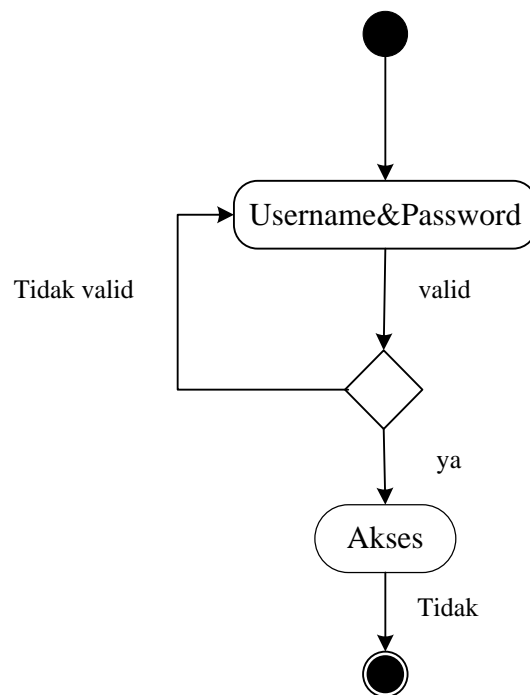 Username&Password
Tidak valid
valid
ya
Akses
Tidak